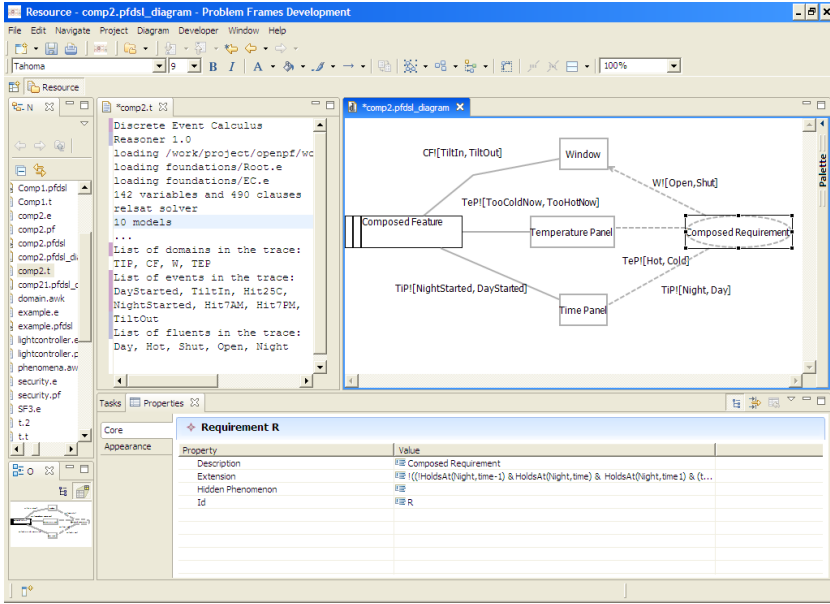 Resource - comp2.pfdsl_diagram - Problem Frames Development
File Edit Navigate Project Diagram Developer Window Help
Tahoma 9 B I A 100%
Resource
N
*comp2.t
*comp2.pfdsl_diagram
Comp1.pfdsl
Comp1.t
comp2.e
comp2.pf
comp2.pfdsl
comp2.pfdsl_di
comp2.t
comp21.pfdsl_c
domain.awk
example.e
example.pfdsl
lightcontroller.e
lightcontroller.p
phenomena.aw
security.e
security.pf
SF3.e
t.2
t.t
O
Discrete Event Calculus
Reasoner 1.0
loading /work/project/openpf/wc
loading foundations/Root.e
loading foundations/EC.e
142 variables and 490 clauses
relsat solver
10 models
...
List of domains in the trace:
TIP, CF, W, TEP
List of events in the trace:
DayStarted, TiltIn, Hit25C,
NightStarted, Hit7AM, Hit7PM,
TiltOut
List of fluents in the trace:
Day, Hot, Shut, Open, Night
CF![TiltIn, TiltOut]
Window
W![Open,Shut]
TeP![TooColdNow, TooHotNow]
Composed Feature
Temperature Panel
Composed Requirement
TeP![Hot, Cold]
TiP![NightStarted, DayStarted]
TiP![Night, Day]
Time Panel
Palette
Tasks Properties
Core
Appearance
Requirement R
Property Value
Description Composed Requirement
Extension !((!HoldsAt(Night,time-1) & HoldsAt(Night,time) & HoldsAt(Night,time1) & (t...
Hidden Phenomenon
Id R